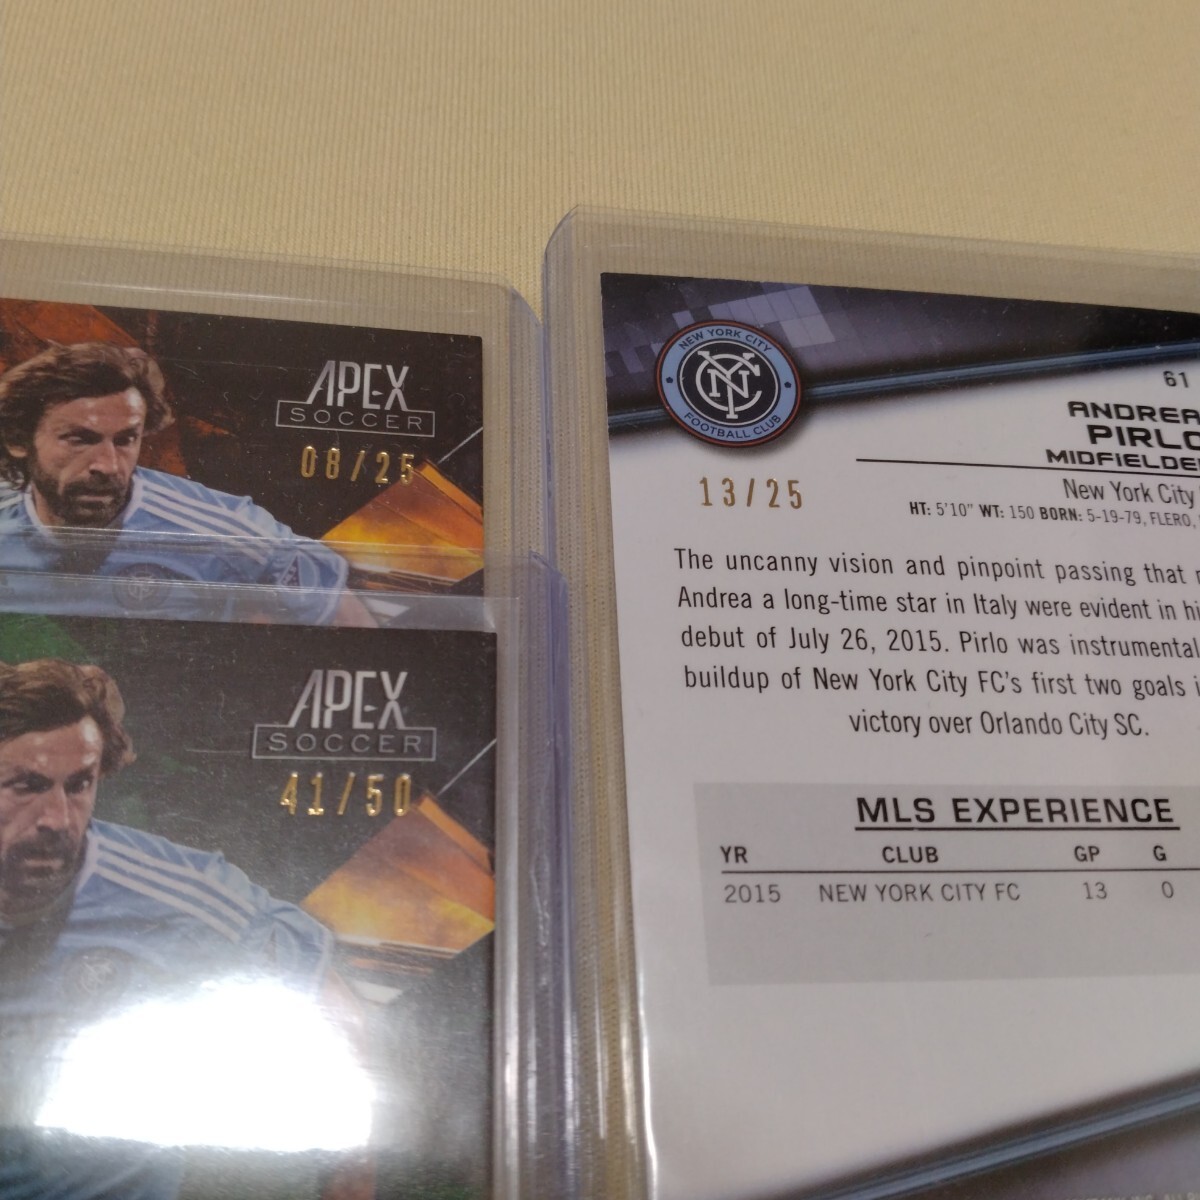 APEX
SOCCER
08/25
APEX
SOCCER
41/50
NEW YORK CITY
NYC
FOOTBALL CLUB
13/25
61
ANDREA
PIRLO
MIDFIELDE
New York City
HT: 5'10" WT: 150 BORN: 5-19-79, FLERO,
The uncanny vision and pinpoint passing that
Andrea a long-time star in Italy were evident in hi
debut of July 26, 2015. Pirlo was instrumental
buildup of New York City FC's first two goals i
victory over Orlando City SC.
MLS EXPERIENCE
YR CLUB GP G
2015 NEW YORK CITY FC 13 0